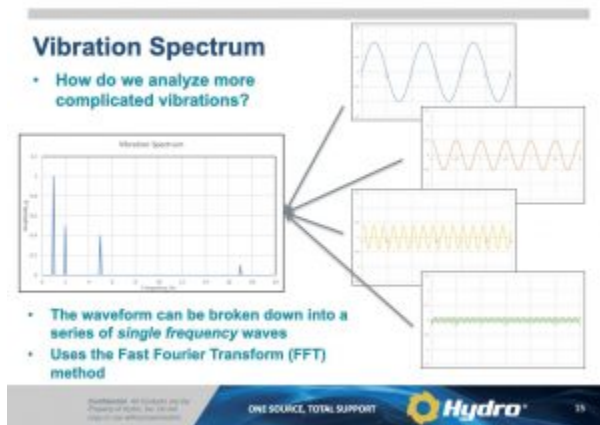 Vibration Spectrum
• How do we analyze more
complicated vibrations?
Vibration Spectrum
• The waveform can be broken down into a
series of single frequency waves
• Uses the Fast Fourier Transform (FFT)
method
ONE SOURCE, TOTAL SUPPORT
Hydro
15